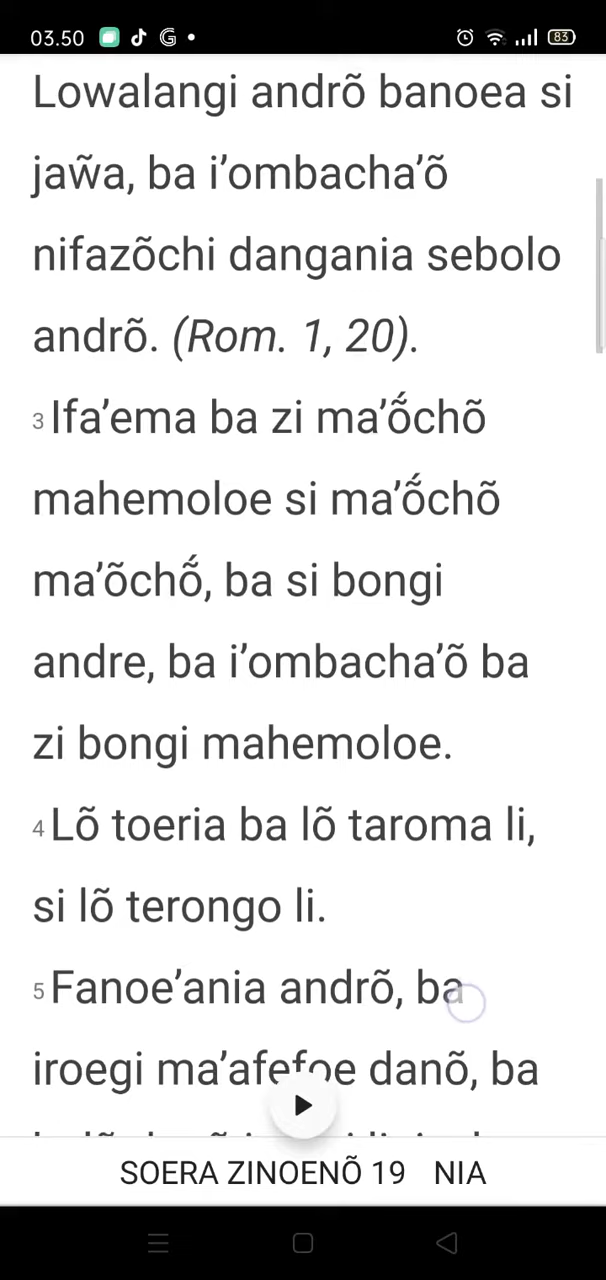 03.50
83
Lowalangi andrõ banoea si
jaw̃a, ba i’ombacha’õ
nifazõchi dangania sebolo
andrõ. (Rom. 1, 20).
3 Ifa’ema ba zi ma’ṍchõ
mahemoloe si ma’ṍchõ
ma’õchṍ, ba si bongi
andre, ba i’ombacha’õ ba
zi bongi mahemoloe.
4 Lõ toeria ba lõ taroma li,
si lõ terongo li.
5 Fanoe’ania andrõ, ba
iroegi ma’afefoe danõ, ba
SOERA ZINOENÕ 19 NIA